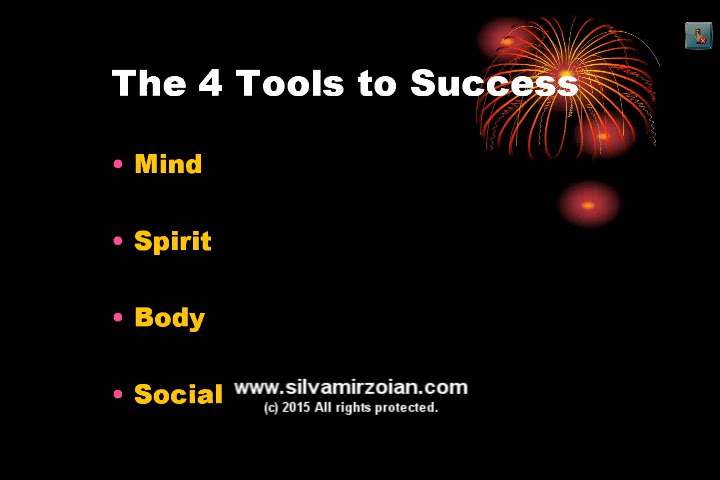 The 4 Tools to Success
• Mind
• Spirit
• Body
• Social
www.silvamirzoian.com
(c) 2015 All rights protected.